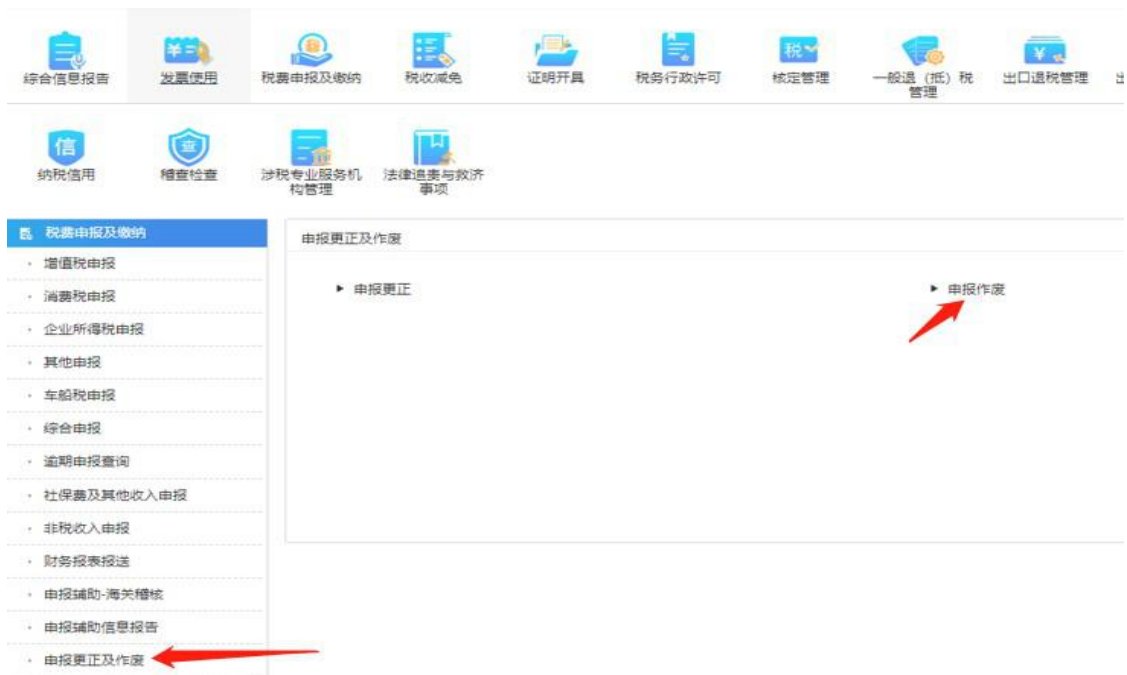 综合信息报告
发票使用
税费申报及缴纳
税收减免
证明开具
税务行政许可
核定管理
一般退（抵）税
管理
出口退税管理
纳税信用
稽查检查
涉税专业服务机
构管理
法律追责与救济
事项
税费申报及缴纳
增值税申报
消费税申报
企业所得税申报
其他申报
车船税申报
综合申报
逾期申报查询
社保费及其他收入申报
非税收入申报
财务报表报送
申报辅助-海关稽核
申报辅助信息报告
申报更正及作废
申报更正及作废
申报更正
申报作废